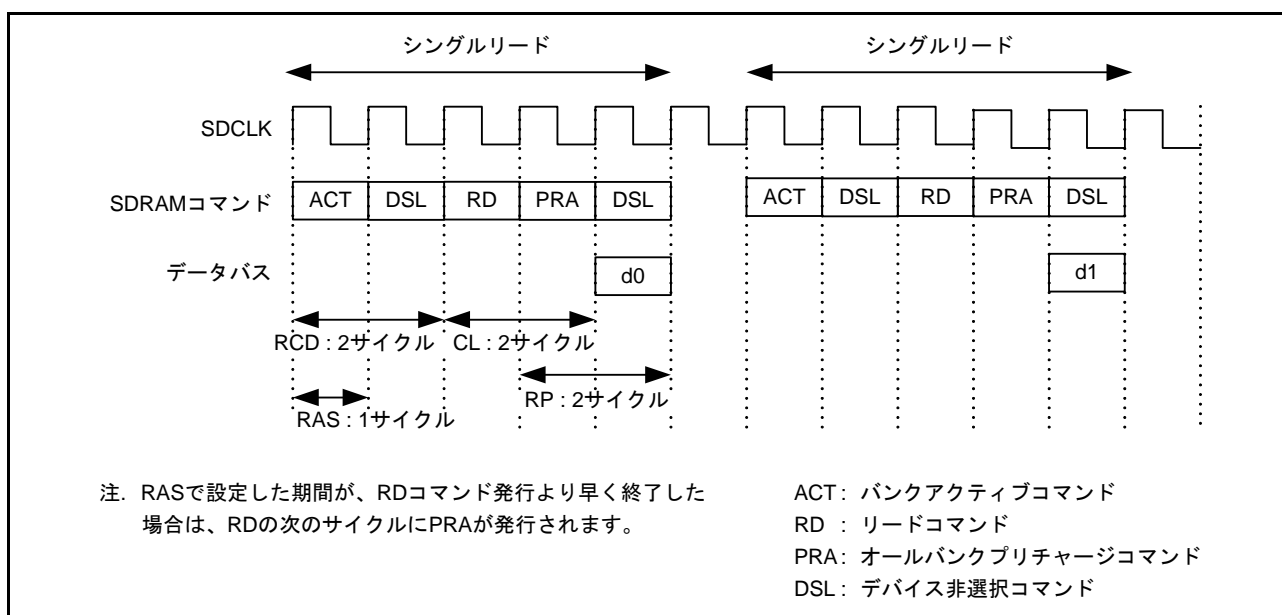 シングルリード シングルリード
SDCLK
SDRAMコマンド ACT DSL RD PRA DSL ACT DSL RD PRA DSL
データバス d0 d1
RCD : 2サイクル CL : 2サイクル
RP : 2サイクル
RAS : 1サイクル
注. RASで設定した期間が、RDコマンド発行より早く終了した
場合は、RDの次のサイクルにPRAが発行されます。
ACT : バンクアクティブコマンド
RD : リードコマンド
PRA : オールバンクプリチャージコマンド
DSL : デバイス非選択コマンド